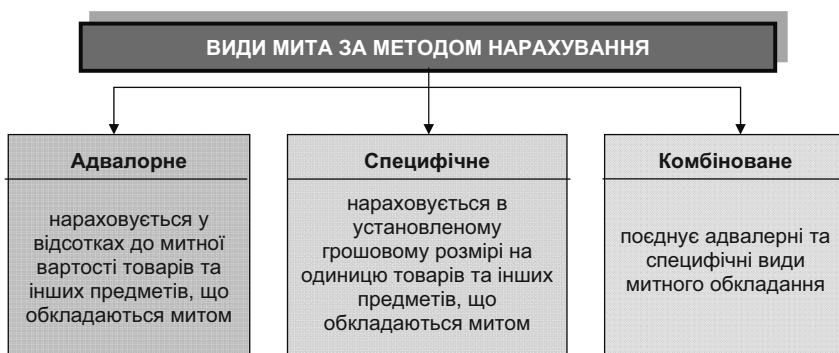 ВИДИ МИТА ЗА МЕТОДОМ НАРАХУВАННЯ
Адвалорне
нараховується у
відсотках до митної
вартості товарів та
інших предметів, що
обкладаються митом
Специфічне
нараховується в
установленому
грошовому розмірі на
одиницю товарів та інших
предметів, що
обкладаються митом
Комбіноване
поєднує адвалерні та
специфічні види
митного обкладання